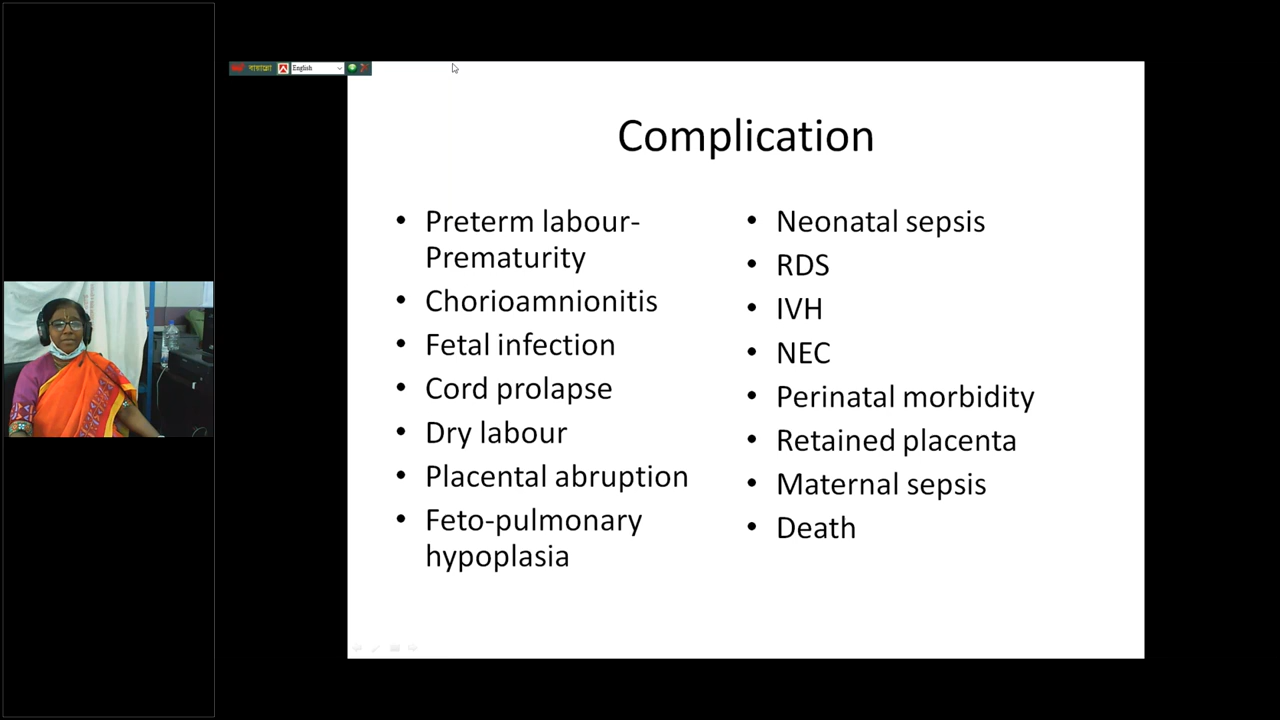 English
Complication
• Preterm labour-
Prematurity
• Chorioamnionitis
• Fetal infection
• Cord prolapse
• Dry labour
• Placental abruption
• Feto-pulmonary
hypoplasia
• Neonatal sepsis
• RDS
• IVH
• NEC
• Perinatal morbidity
• Retained placenta
• Maternal sepsis
• Death